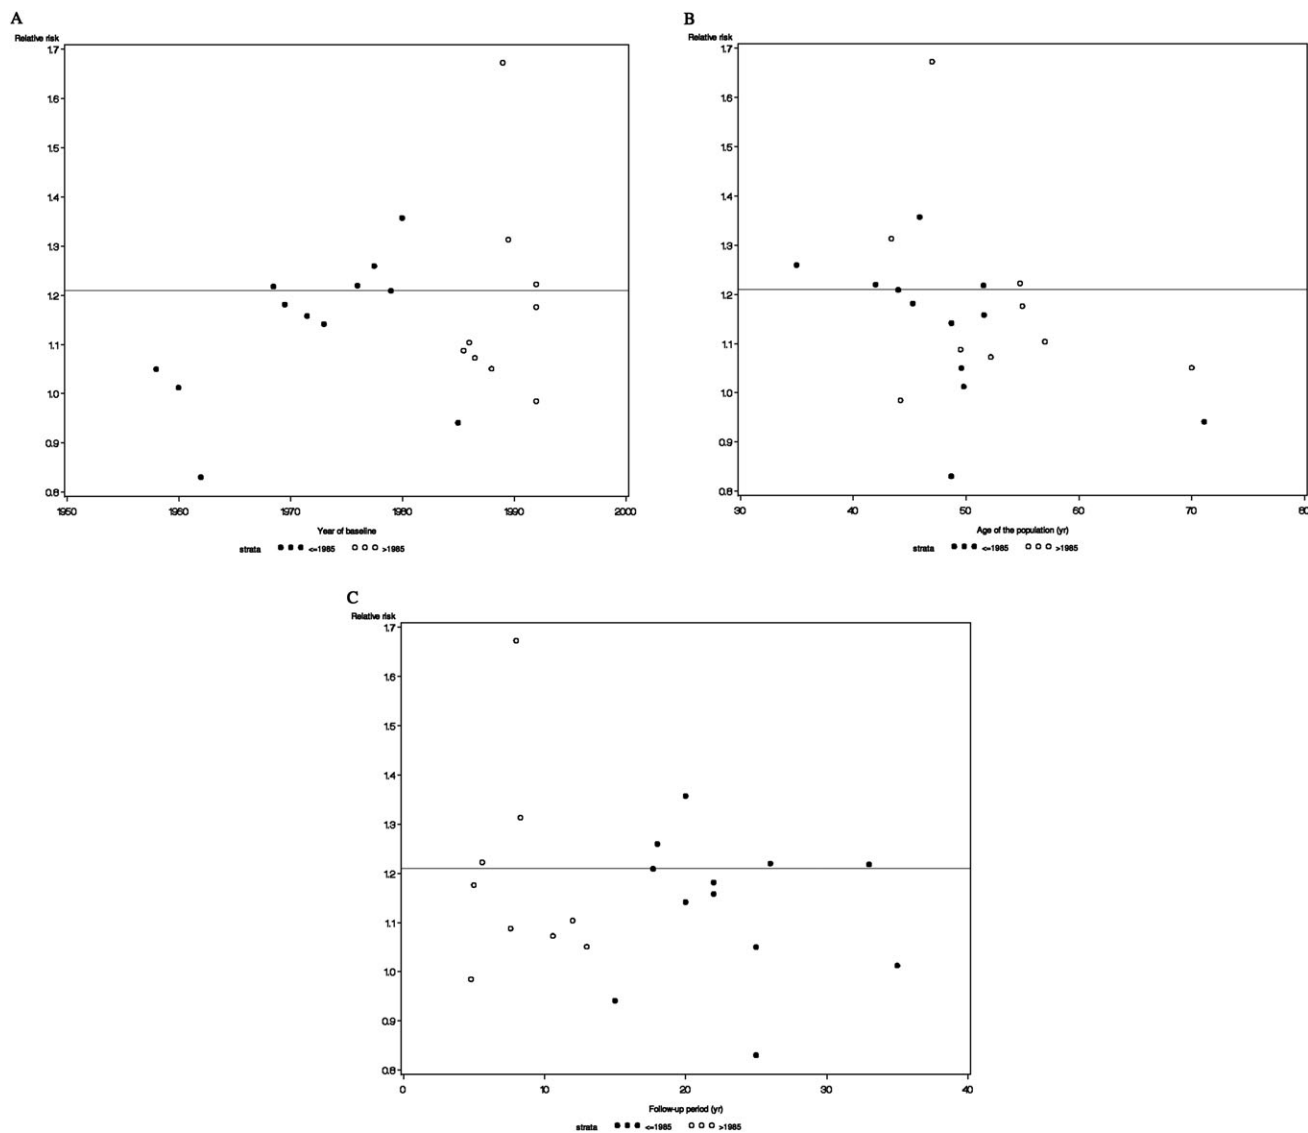 A
Relative risk
1.7
1.6
1.5
1.4
1.3
1.2
1.1
1.0
0.9
0.8
1950 1960 1970 1980 1990 2000
Year of baseline
strata <=1985 >1985
B
Relative risk
1.7
1.6
1.5
1.4
1.3
1.2
1.1
1.0
0.9
0.8
30 40 50 60 70 80
Age of the population (yr)
strata <=1985 >1985
C
Relative risk
1.7
1.6
1.5
1.4
1.3
1.2
1.1
1.0
0.9
0.8
0 10 20 30 40
Follow-up period (yr)
strata <=1985 >1985